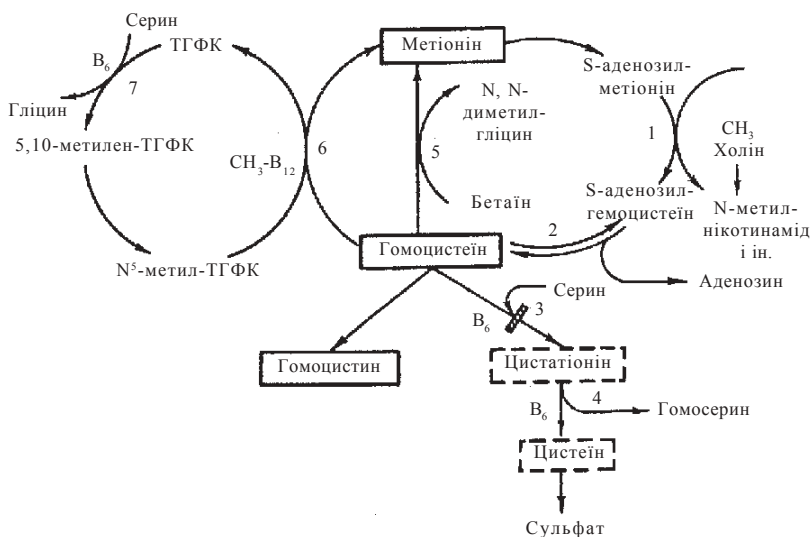 Серин
ТГФК
B6
7
Гліцин
5,10-метилен-ТГФК
N5-метил-ТГФК
CH3-B12
6
Метіонін
N, N-
диметил-
гліцин
5
Бетаїн
Гомоцистеїн
S-аденозил-
метіонін
1
CH3
Холін
S-аденозил-
гемоцистеїн
N-метил-
нікотинамід
і ін.
2
Аденозин
Серин
3
B6
Гомоцистин
Цистатіонін
4
B6
Гомосерин
Цистеїн
Сульфат